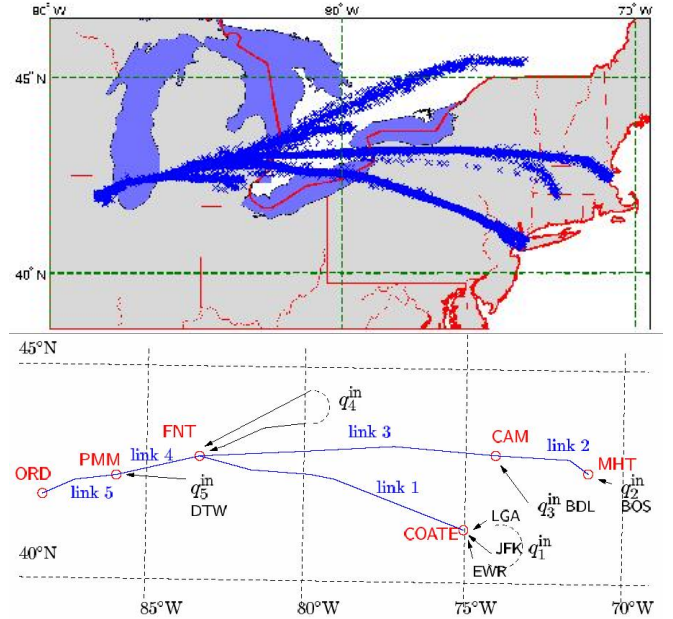 80° W 80° W 70° W
45° N
40° N
45°N
q₄ⁱⁿ
FNT
link 3 CAM link 2
ORD PMM link 4 MHT
link 5 q₅ⁱⁿ link 1 q₃ⁱⁿ BDL q₂ⁱⁿ
DTW LGA BOS
COATE JFK q₁ⁱⁿ
40°N EWR
85°W 80°W 75°W 70°W